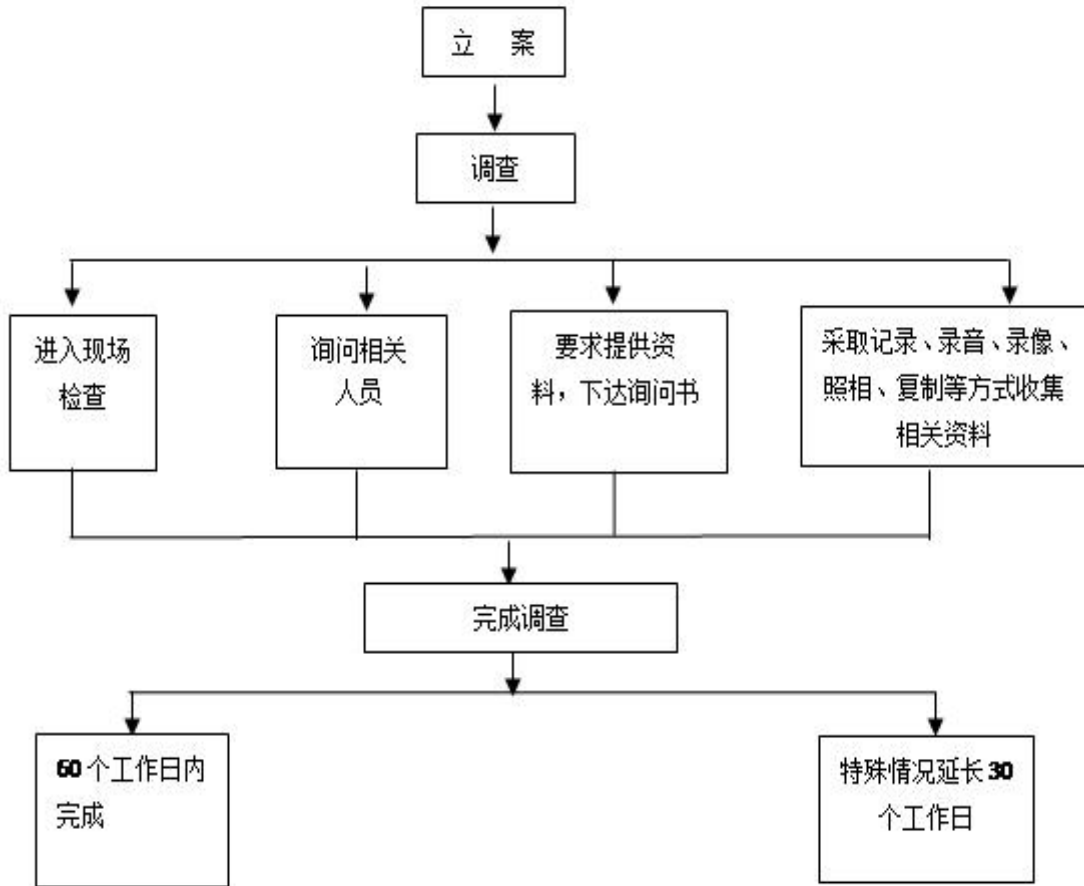 立 案
调查
进入现场
检查
询问相关
人员
要求提供资
料，下达询问书
采取记录、录音、录像、
照相、复制等方式收集
相关资料
完成调查
60个工作日内
完成
特殊情况延长30
个工作日